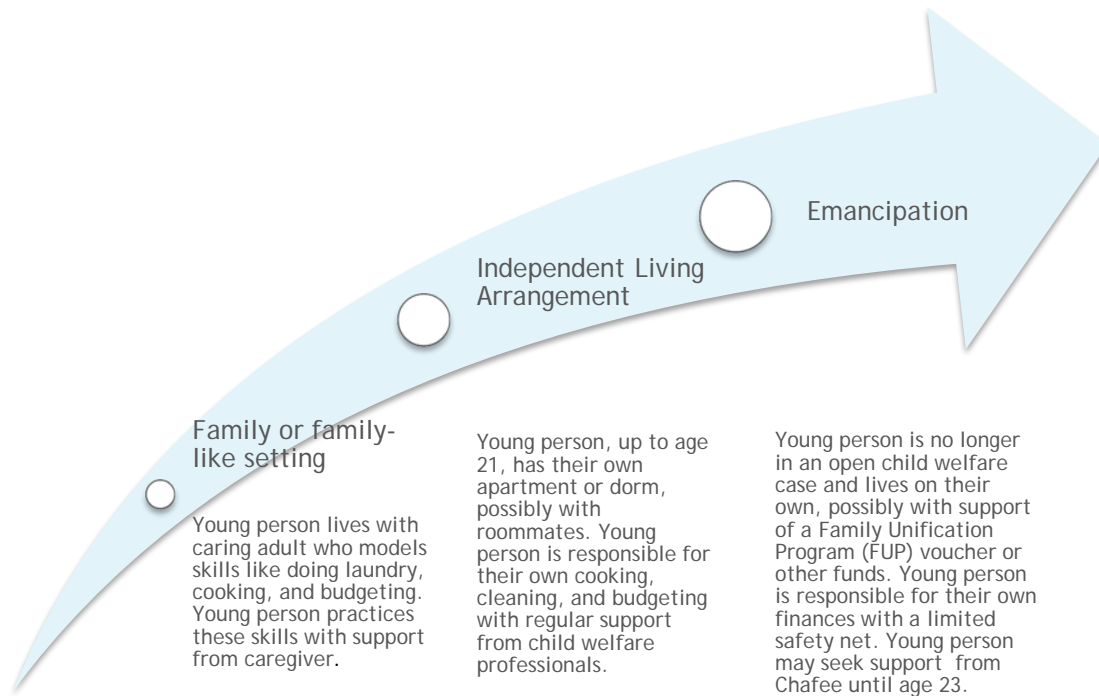 Emancipation
Independent Living
Arrangement
Family or family-
like setting
Young person lives with
caring adult who models
skills like doing laundry,
cooking, and budgeting.
Young person practices
these skills with support
from caregiver.
Young person, up to age
21, has their own
apartment or dorm,
possibly with
roommates. Young
person is responsible for
their own cooking,
cleaning, and budgeting
with regular support
from child welfare
professionals.
Young person is no longer
in an open child welfare
case and lives on their
own, possibly with support
of a Family Unification
Program (FUP) voucher or
other funds. Young person
is responsible for their own
finances with a limited
safety net. Young person
may seek support from
Chafee until age 23.